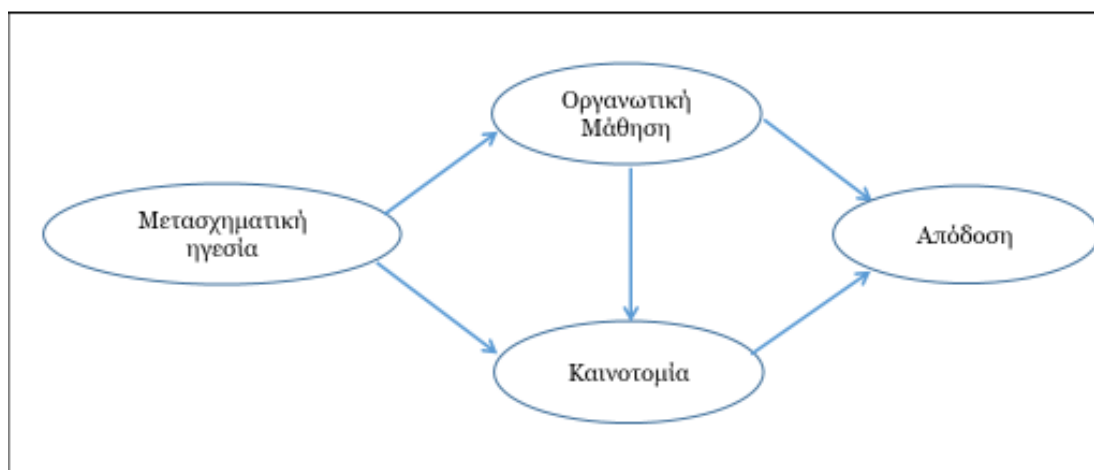 Οργανωτική
Μάθηση
Μετασχηματική
ηγεσία
Απόδοση
Καινοτομία